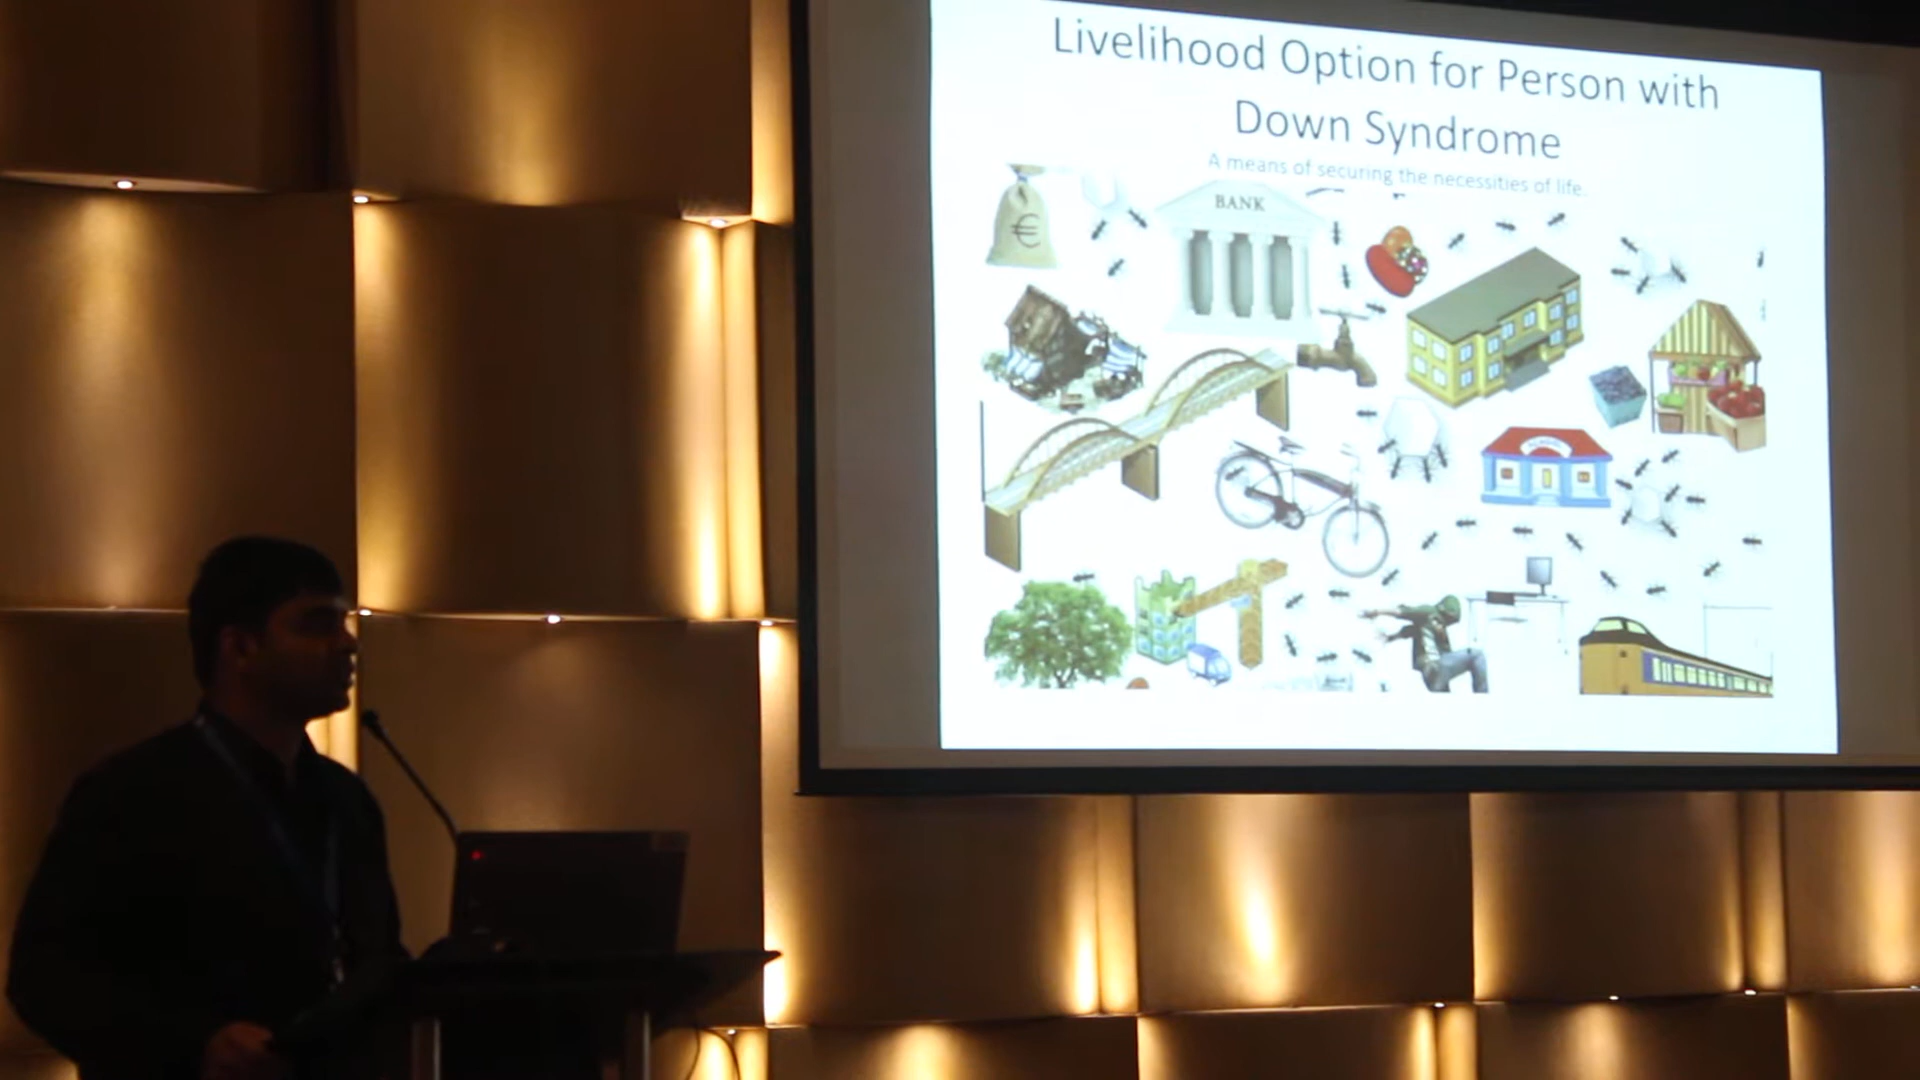 Livelihood Option for Person with
Down Syndrome
A means of securing the necessities of life.
BANK
€